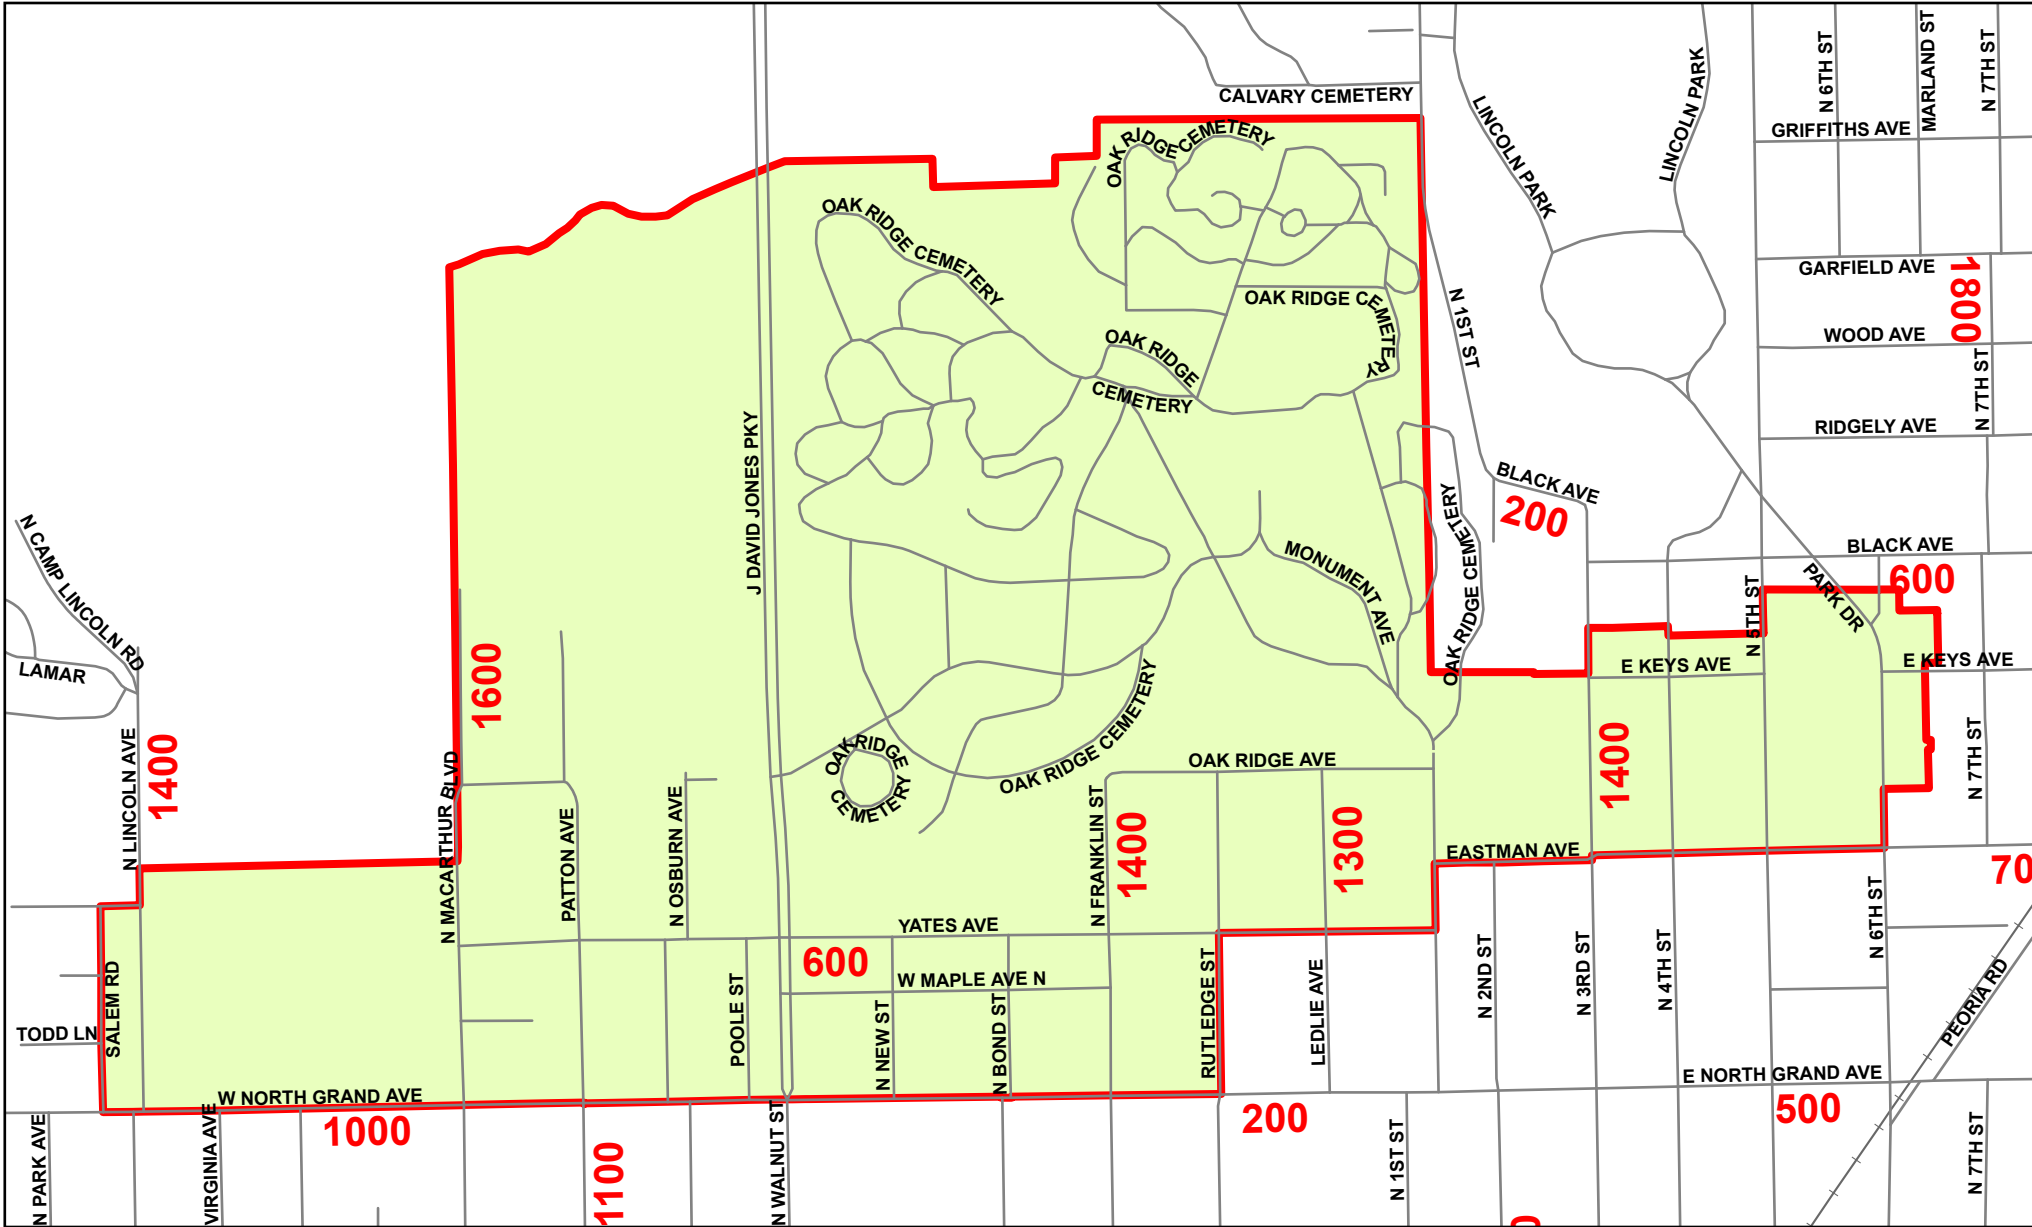 CALVARY CEMETERY
LINCOLN PARK
LINCOLN PARK
N 6TH ST
MARLAND ST
N 7TH ST
GRIFFITHS AVE
OAK RIDGE CEMETERY
OAK RIDGE CEMETERY
GARFIELD AVE
1800
OAK RIDGE CEMETERY
N 1ST ST
WOOD AVE
OAK RIDGE
CEMETERY
N 7TH ST
RIDGELY AVE
J DAVID JONES PKY
BLACK AVE
200
OAK RIDGE CEMETERY
N CAMP LINCOLN RD
LAMAR
MONUMENT AVE
BLACK AVE
600
PARK DR
N 5TH ST
E KEYS AVE
E KEYS AVE
1600
1400
N LINCOLN AVE
N MACARTHUR BLVD
PATTON AVE
N OSBURN AVE
OAK RIDGE
CEMETERY
OAK RIDGE CEMETERY
OAK RIDGE AVE
N FRANKLIN ST
1400
1300
1400
N 7TH ST
EASTMAN AVE
70
YATES AVE
600
W MAPLE AVE N
SALEM RD
TODD LN
POOLE ST
N NEW ST
N BOND ST
RUTLEDGE ST
LEDLIE AVE
N 2ND ST
N 3RD ST
N 4TH ST
N 6TH ST
PEORIA RD
W NORTH GRAND AVE
E NORTH GRAND AVE
1000
200
500
N PARK AVE
VIRGINIA AVE
1100
N WALNUT ST
N 1ST ST
N 7TH ST